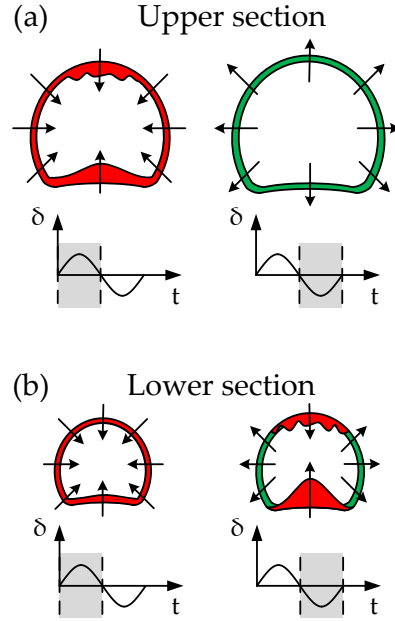 (a) Upper section
δ δ
t t
(b) Lower section
δ δ
t t